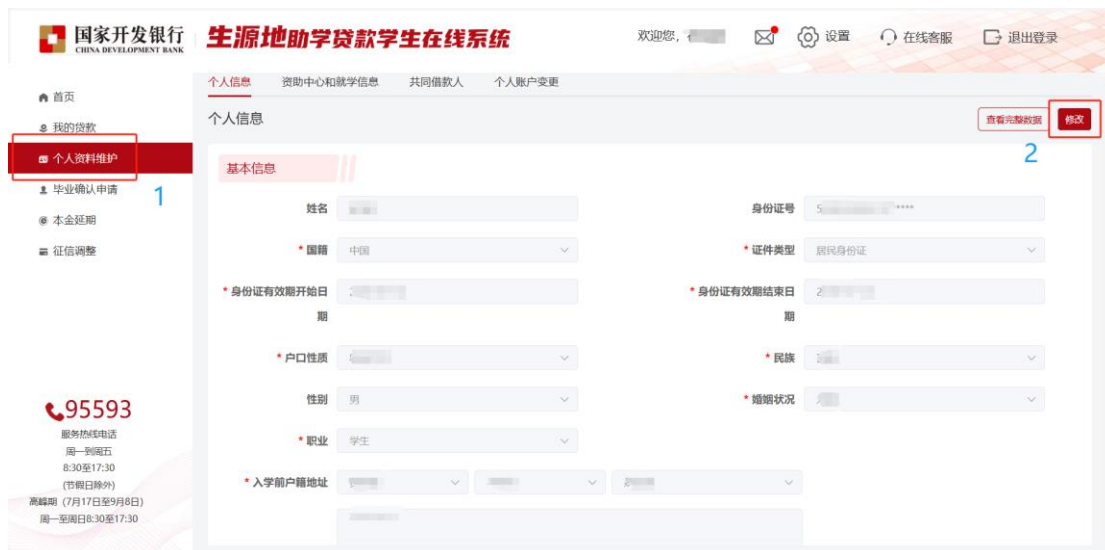 国家开发银行
CHINA DEVELOPMENT BANK
生源地助学贷款学生在线系统
欢迎您,
设置
在线客服
退出登录
首页
我的贷款
个人资料维护
1
毕业确认申请
本金延期
征信调整
95593
服务热线电话
周一到周五
8:30至17:30
(节假日除外)
高峰期 (7月17日至9月8日)
周一至周日8:30至17:30
个人信息 资助中心和就学信息 共同借款人 个人账户变更
个人信息
查看完整数据 修改
2
基本信息
姓名
身份证号 5 ****
* 国籍 中国
* 证件类型 居民身份证
* 身份证有效期开始日
期
* 身份证有效期结束日 2
期
* 户口性质
* 民族
性别 男
* 婚姻状况
* 职业 学生
* 入学前户籍地址